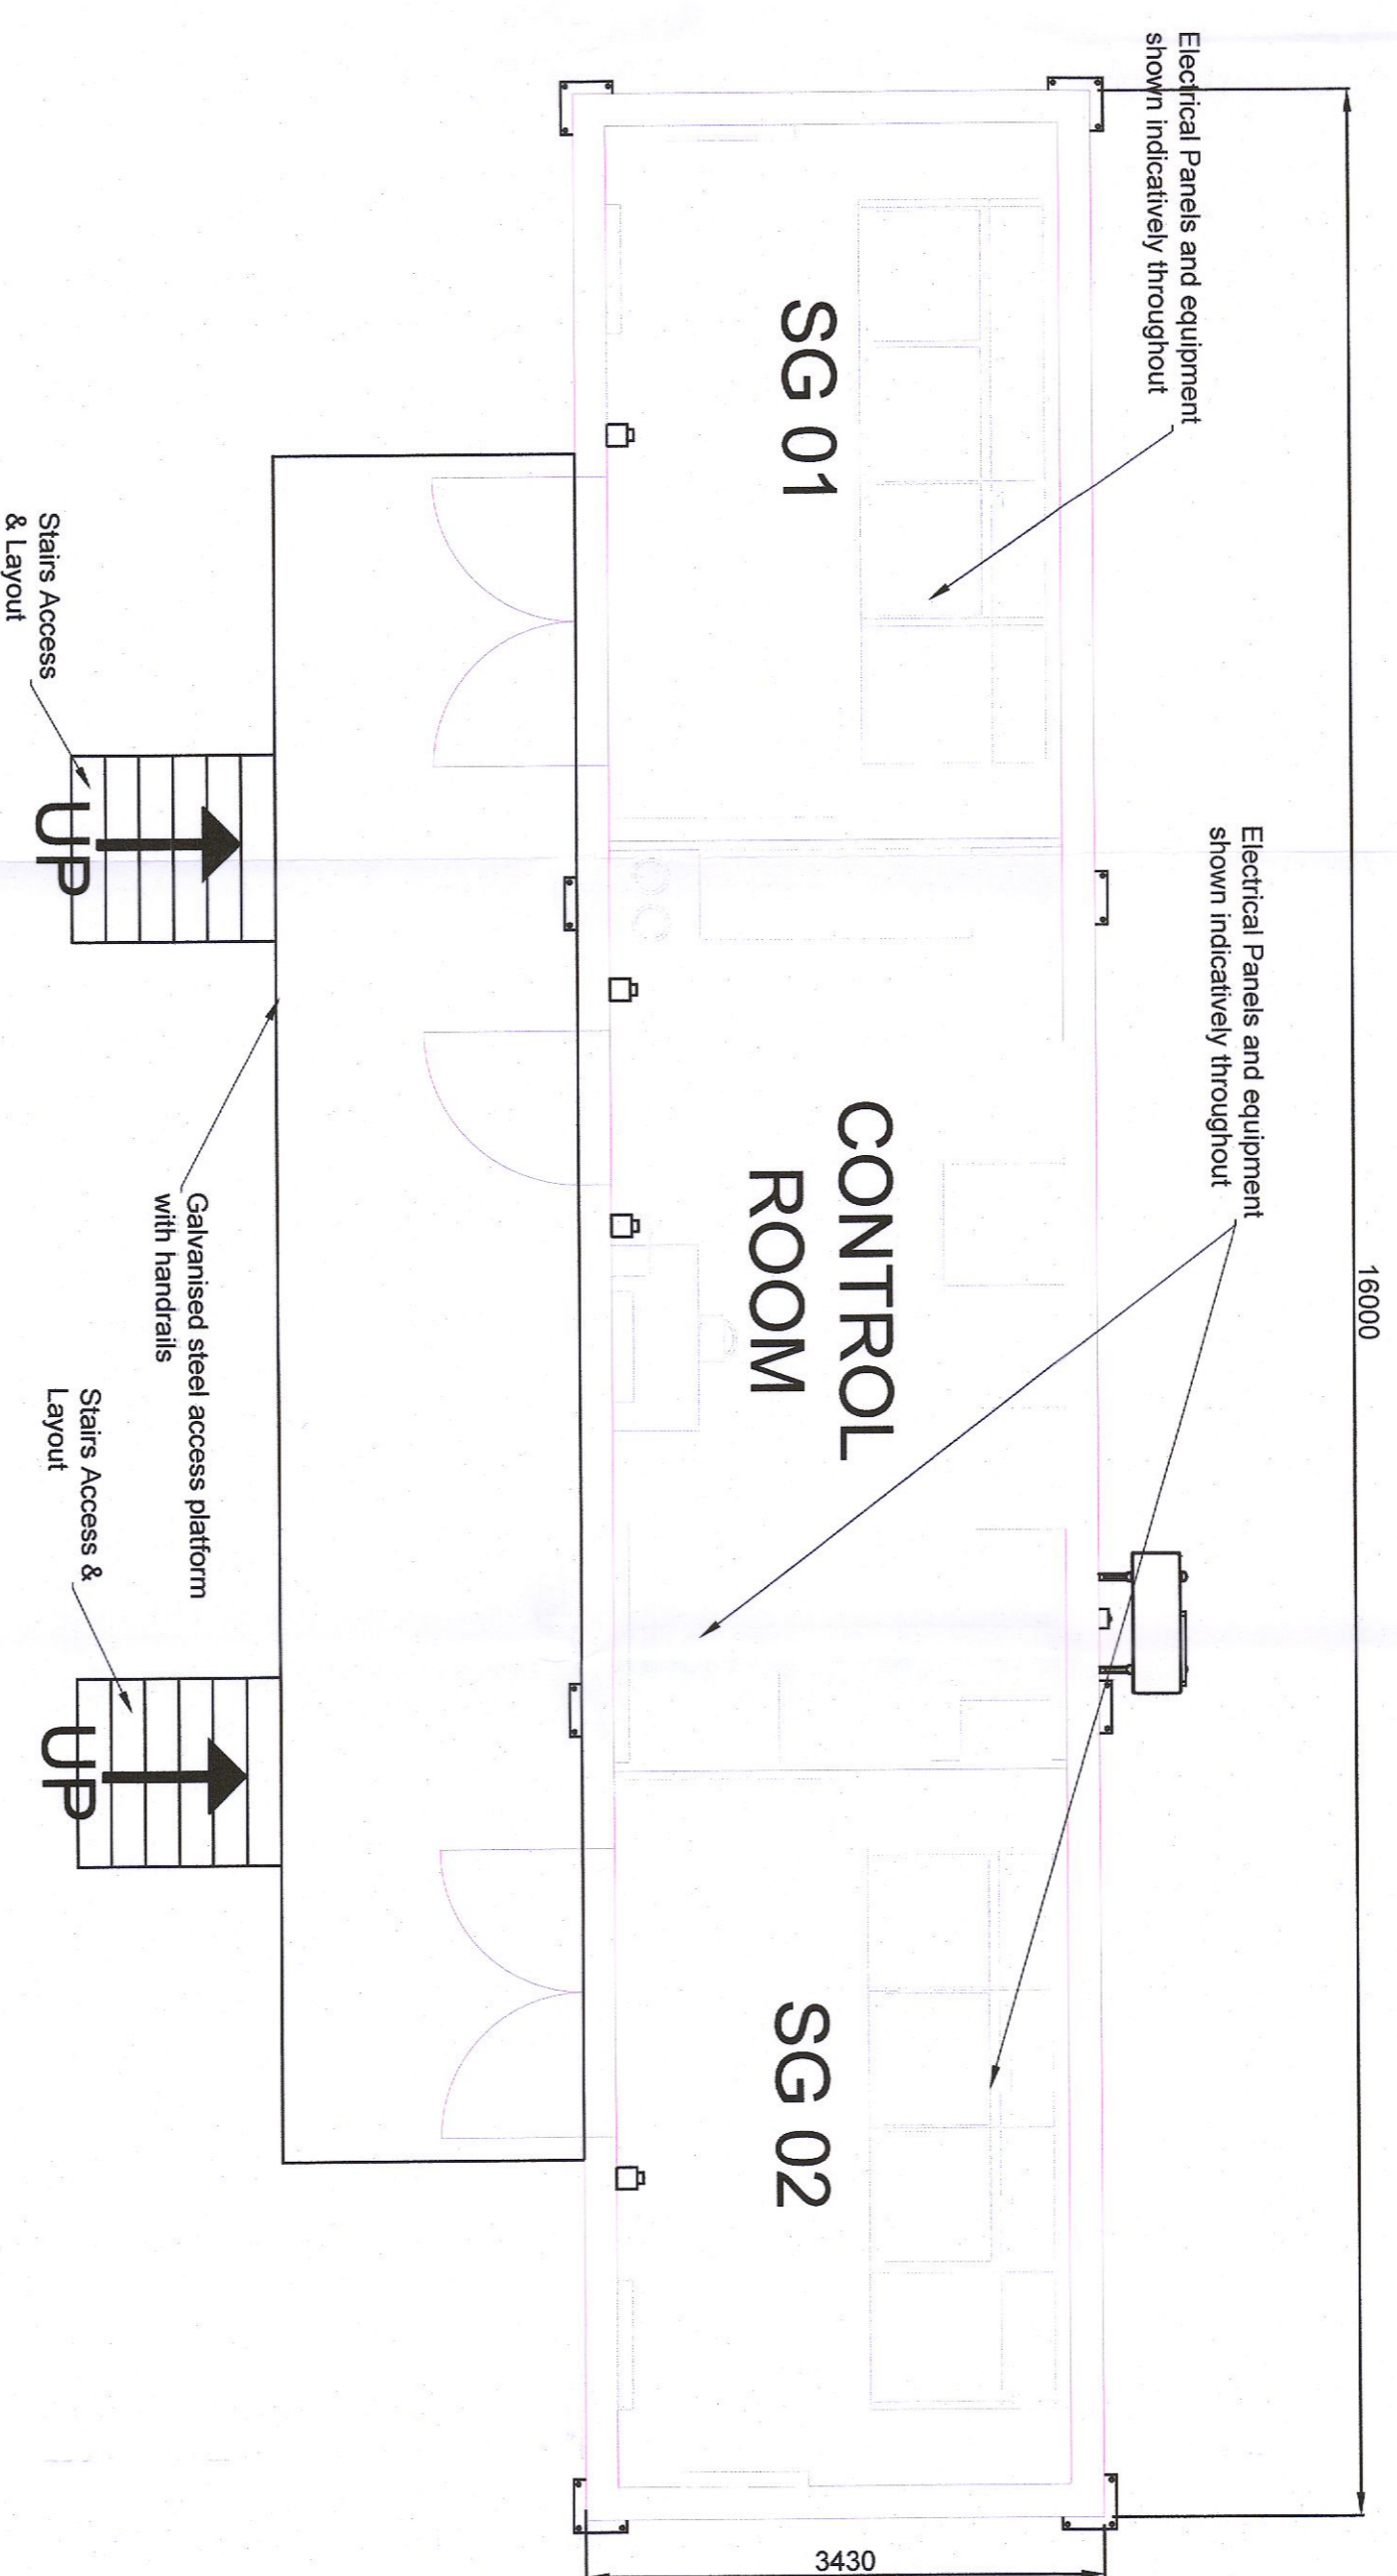 16000
Electrical Panels and equipment
shown indicatively throughout
Electrical Panels and equipment
shown indicatively throughout
SG 01
CONTROL
ROOM
SG 02
3430
Stairs Access
& Layout
UP
Galvanised steel access platform
with handrails
Stairs Access &
Layout
UP